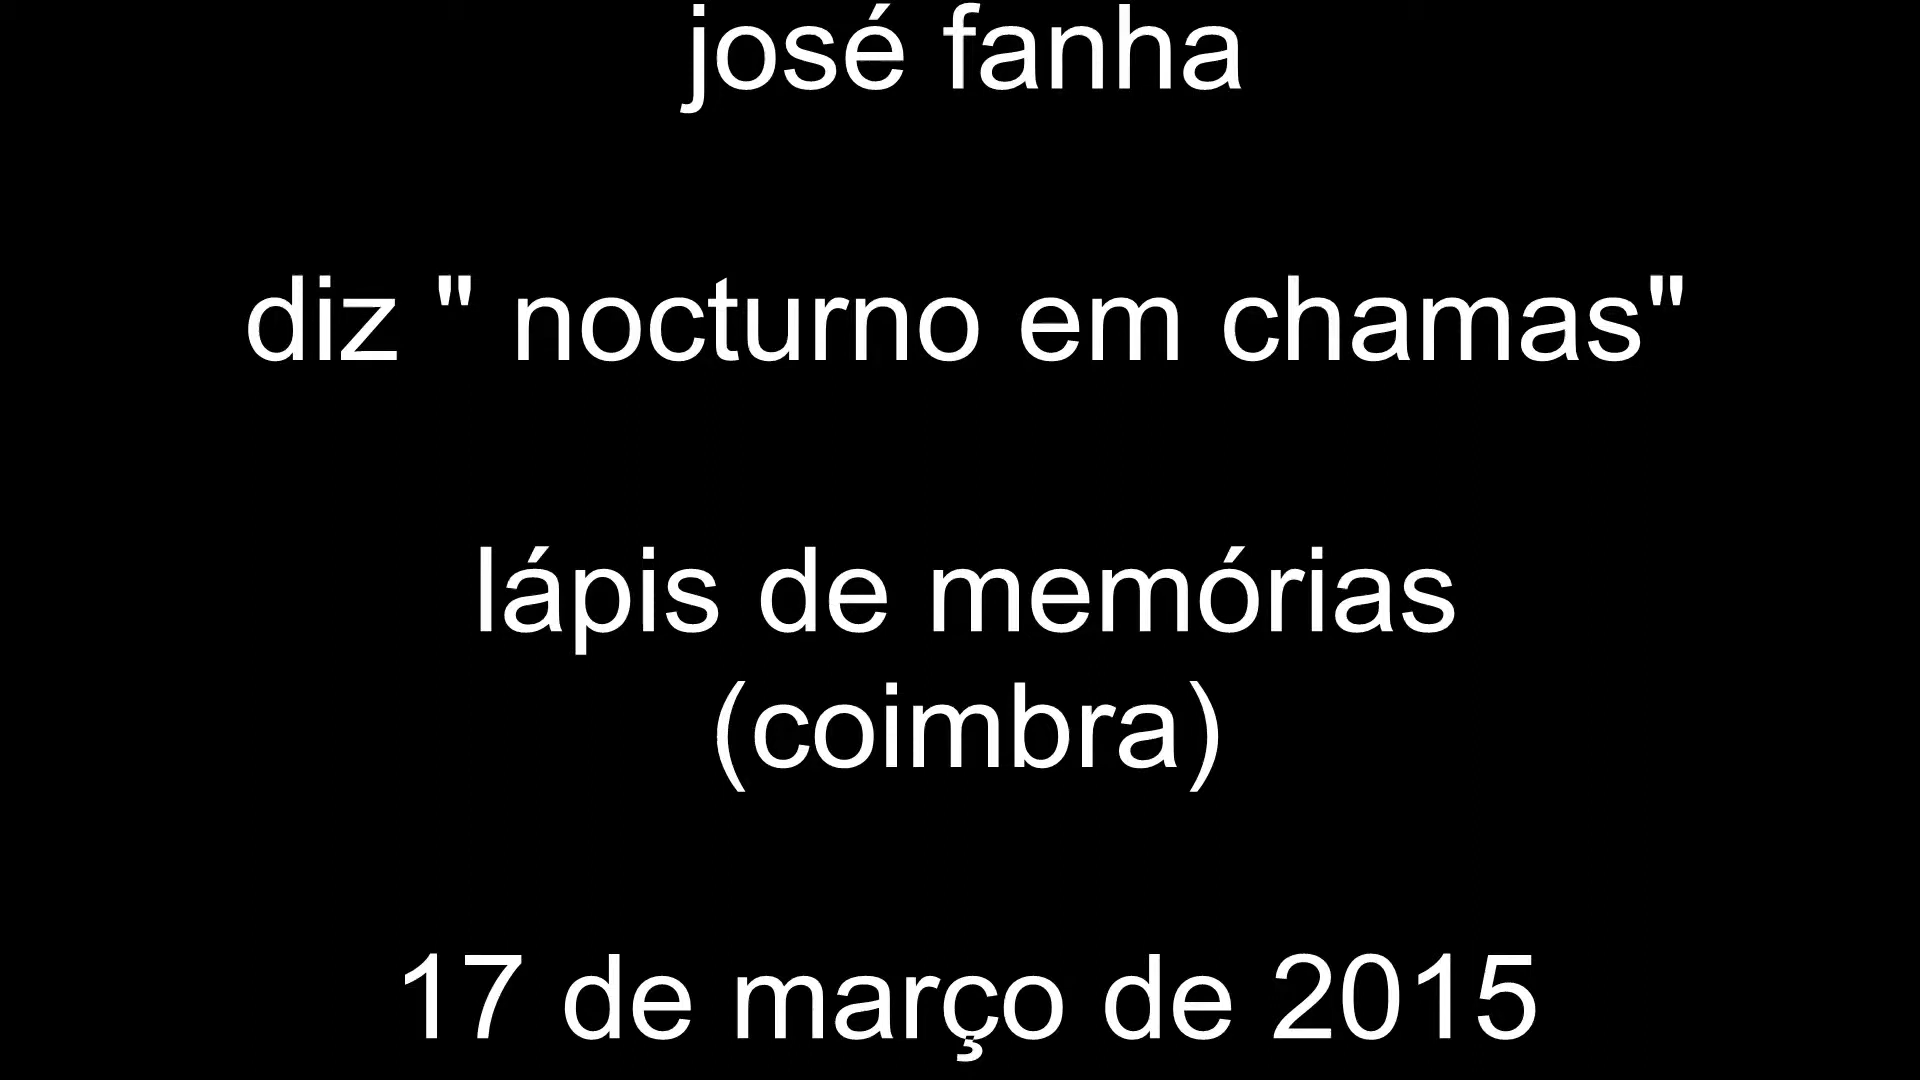 josé fanha
diz " nocturno em chamas"
lápis de memórias
(coimbra)
17 de março de 2015